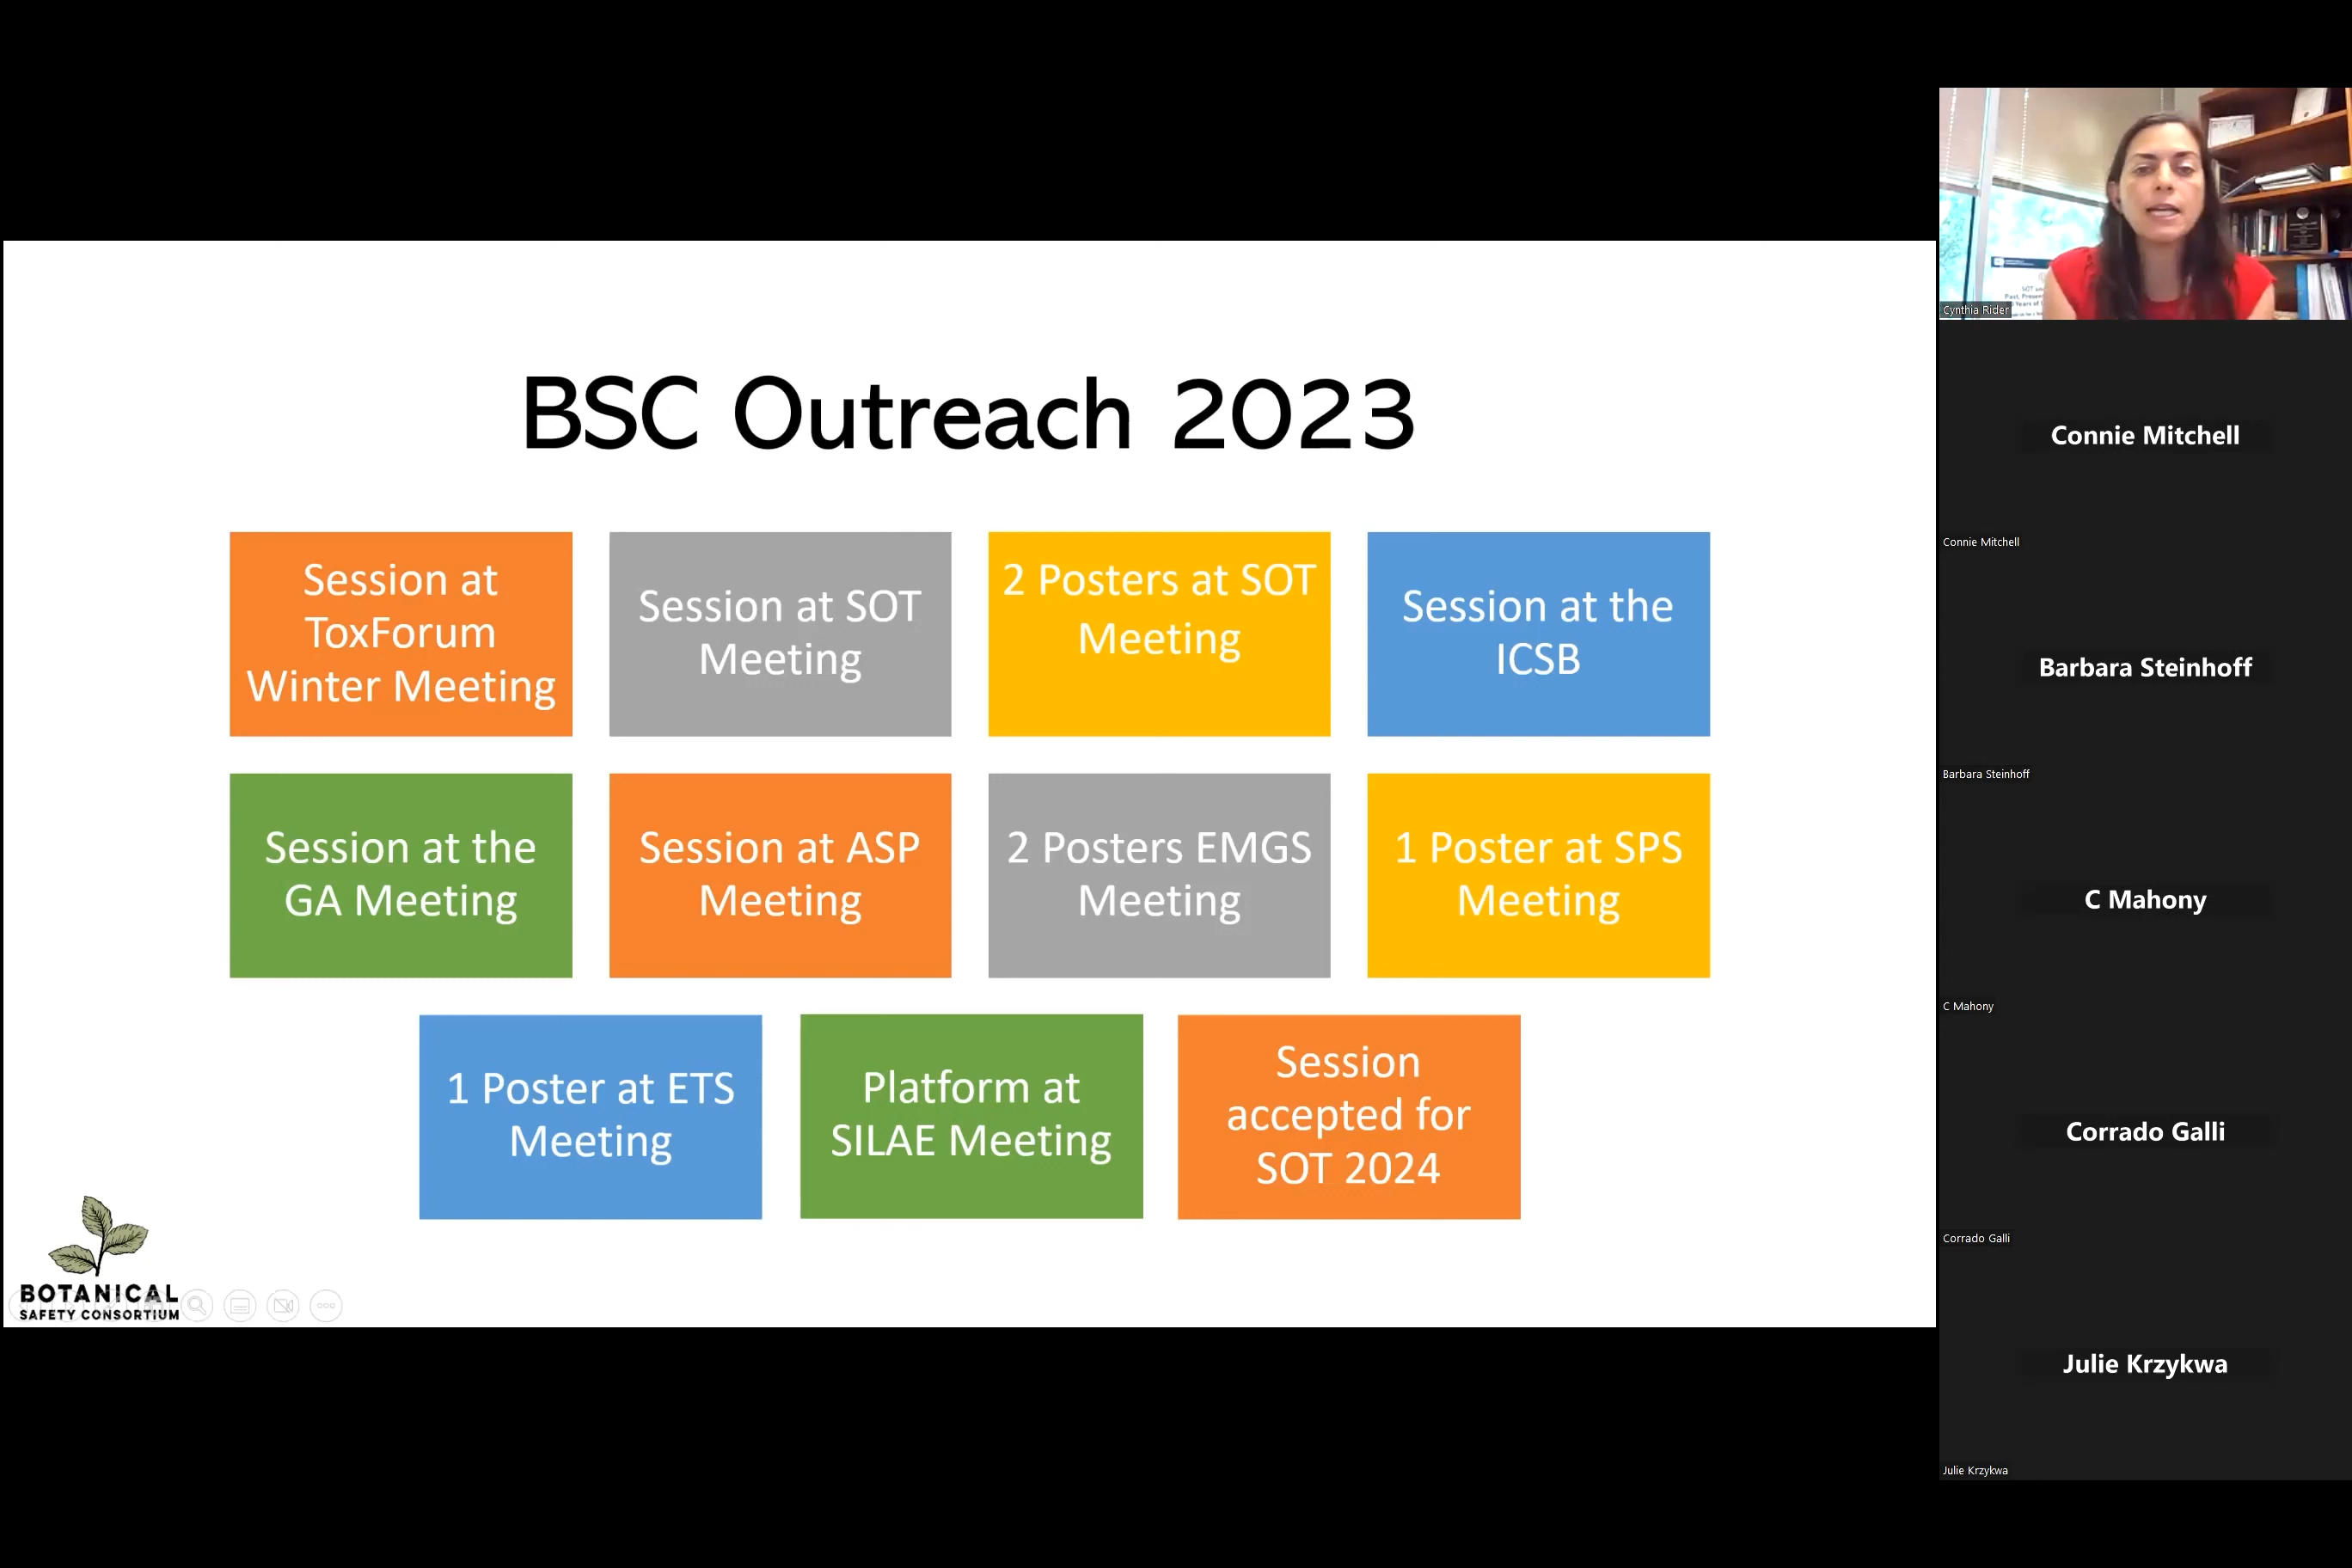 BSC Outreach 2023
Session at
ToxForum
Winter Meeting
Session at SOT
Meeting
2 Posters at SOT
Meeting
Session at the
ICSB
Session at the
GA Meeting
Session at ASP
Meeting
2 Posters EMGS
Meeting
1 Poster at SPS
Meeting
1 Poster at ETS
Meeting
Platform at
SILAE Meeting
Session
accepted for
SOT 2024
BOTANICAL
SAFETY CONSORTIUM
Cynthia Rider
Connie Mitchell
Connie Mitchell
Barbara Steinhoff
Barbara Steinhoff
C Mahony
C Mahony
Corrado Galli
Corrado Galli
Julie Krzykwa
Julie Krzykwa